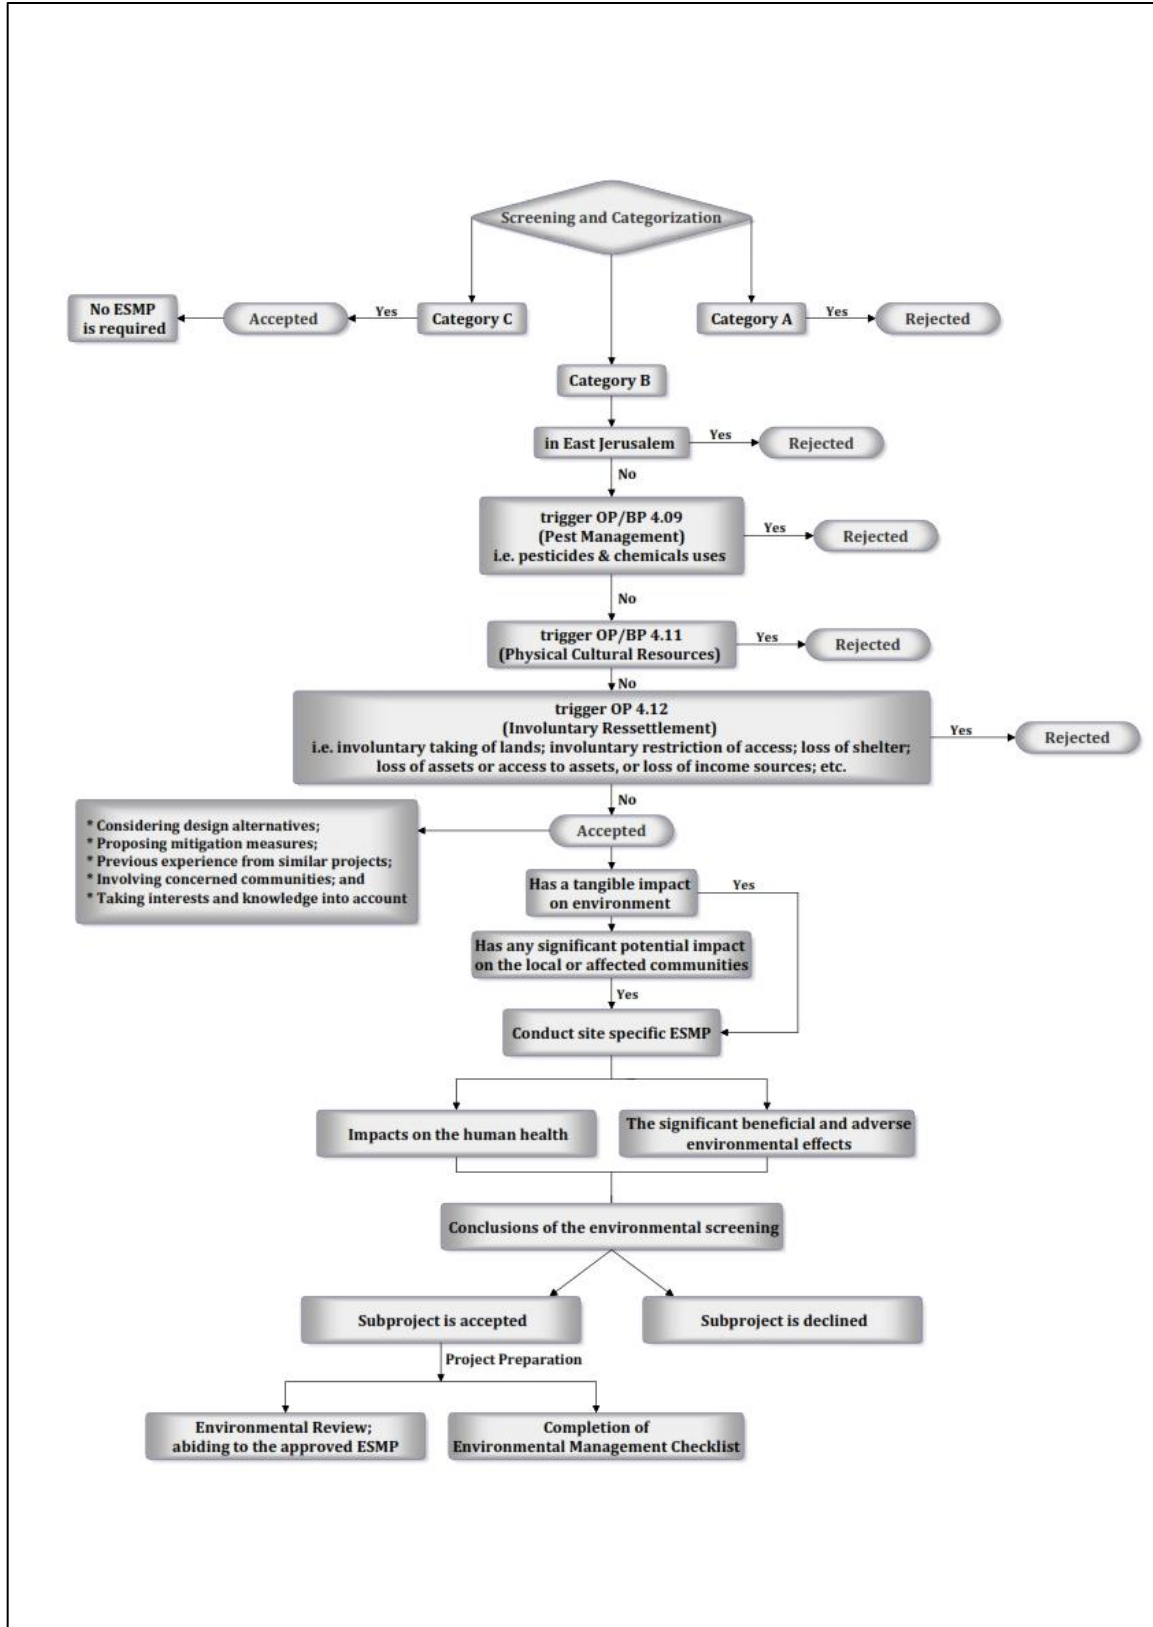 Screening and Categorization
No ESMP
is required
Accepted
Yes
Category C
Category A
Yes
Rejected
Category B
in East Jerusalem
Yes
Rejected
No
trigger OP/BP 4.09
(Pest Management)
i.e. pesticides & chemicals uses
Yes
Rejected
No
trigger OP/BP 4.11
(Physical Cultural Resources)
Yes
Rejected
No
trigger OP 4.12
(Involuntary Ressettlement)
i.e. involuntary taking of lands; involuntary restriction of access; loss of shelter;
loss of assets or access to assets, or loss of income sources; etc.
Yes
Rejected
No
Accepted
* Considering design alternatives;
* Proposing mitigation measures;
* Previous experience from similar projects;
* Involving concerned communities; and
* Taking interests and knowledge into account
Has a tangible impact
on environment
Yes
Has any significant potential impact
on the local or affected communities
Yes
Conduct site specific ESMP
Impacts on the human health
The significant beneficial and adverse
environmental effects
Conclusions of the environmental screening
Subproject is accepted
Subproject is declined
Project Preparation
Environmental Review;
abiding to the approved ESMP
Completion of
Environmental Management Checklist